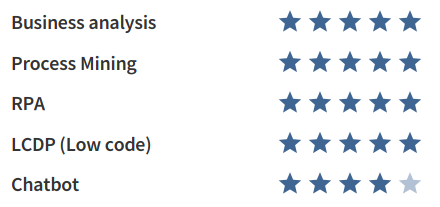 Business analysis
Process Mining
RPA
LCDP (Low code)
Chatbot